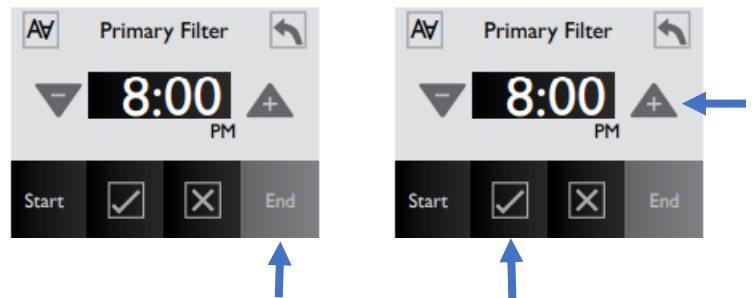 AA Primary Filter
8:00
PM
Start End
AA Primary Filter
8:00
PM
Start End